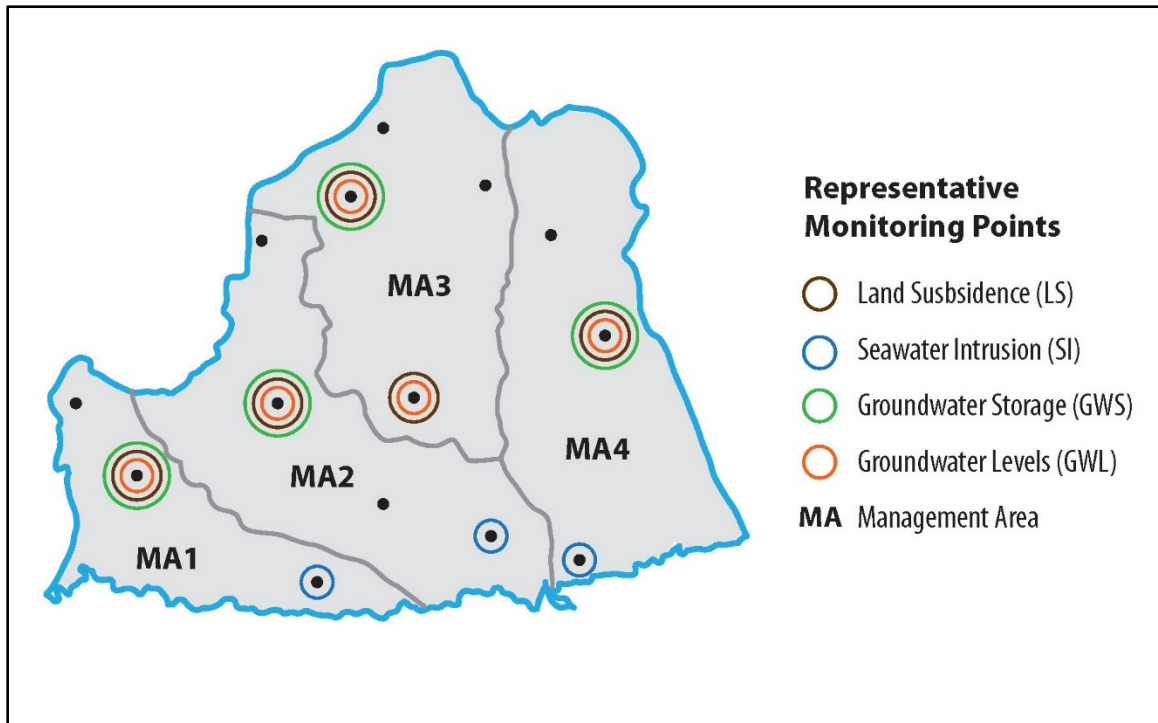 Representative
Monitoring Points
Land Susbsidence (LS)
Seawater Intrusion (SI)
Groundwater Storage (GWS)
Groundwater Levels (GWL)
MA Management Area
MA3
MA4
MA2
MA1